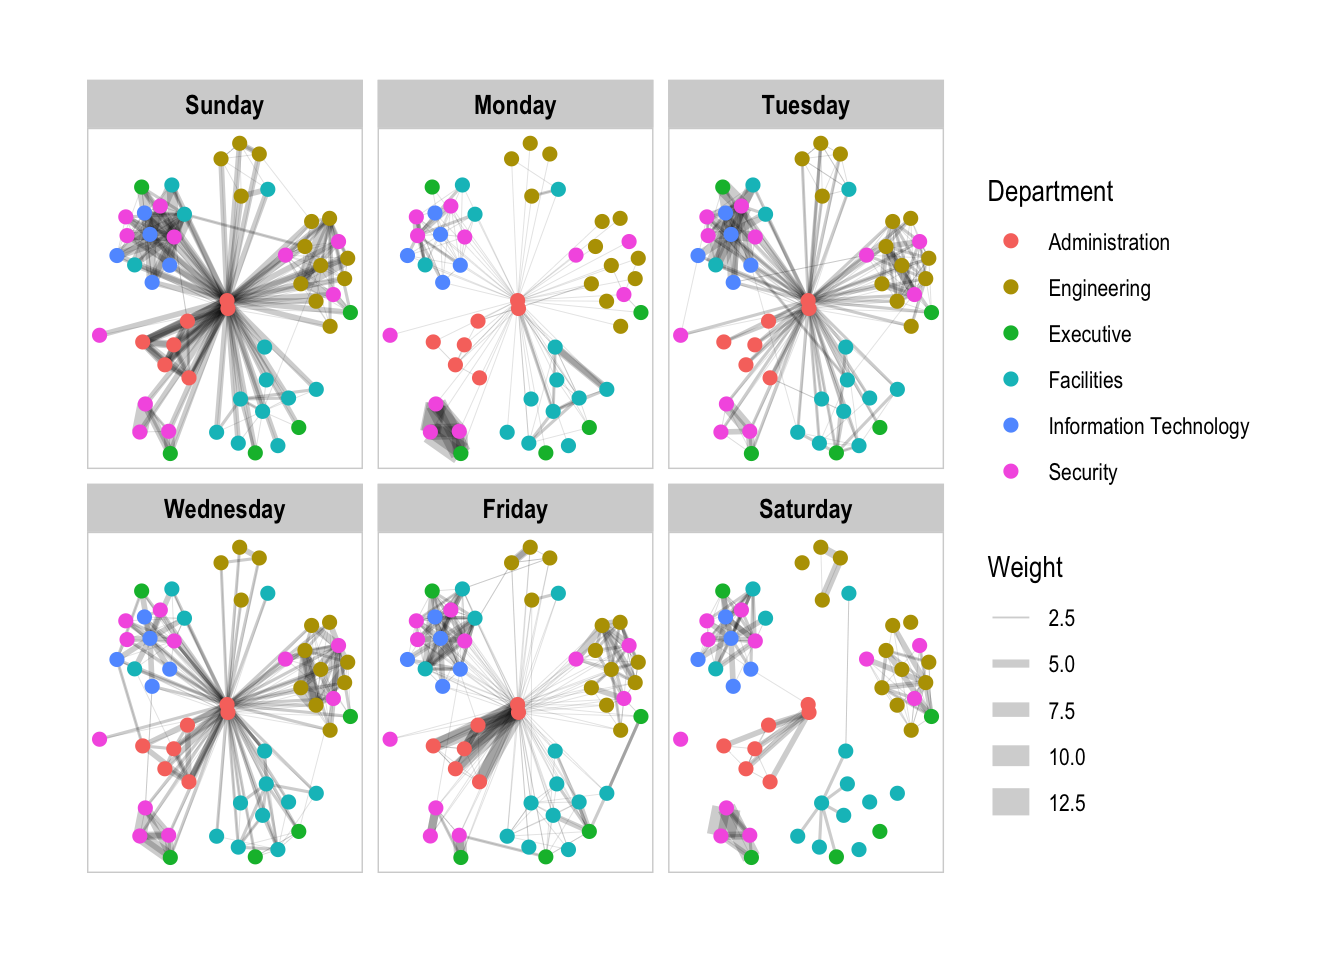 Sunday
Monday
Tuesday
Wednesday
Friday
Saturday
Department
Administration
Engineering
Executive
Facilities
Information Technology
Security
Weight
2.5
5.0
7.5
10.0
12.5